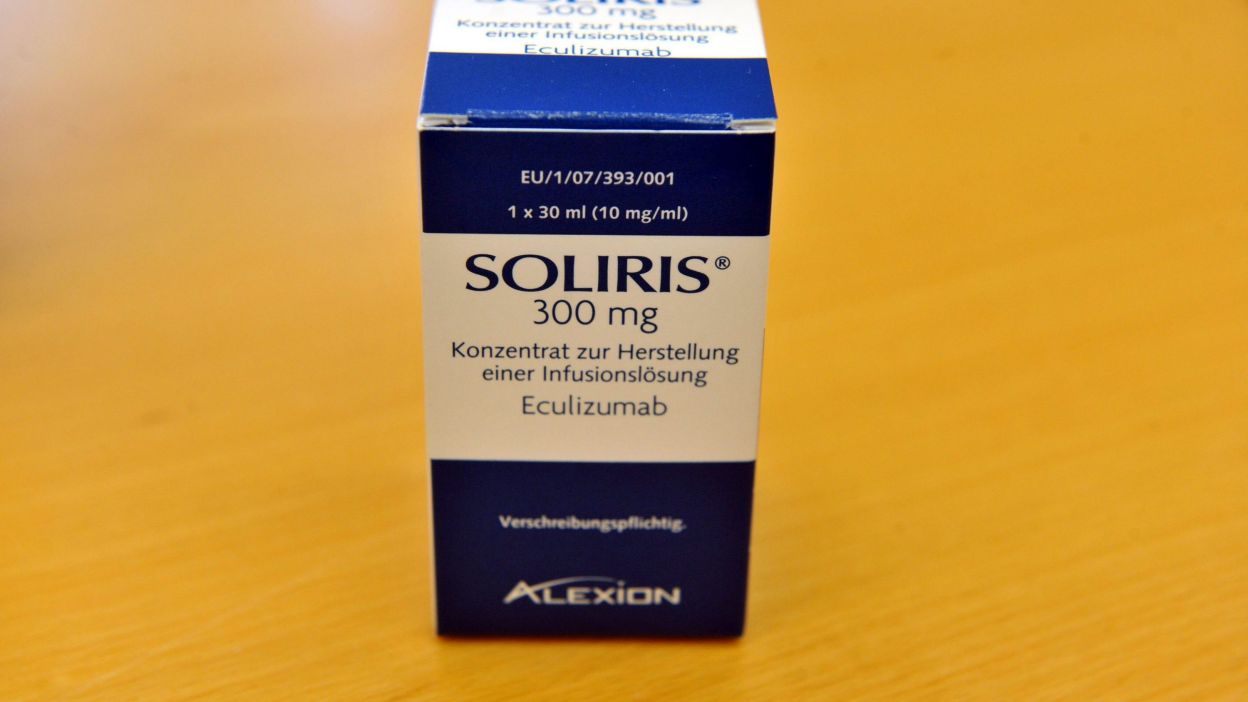 SOLIRIS®
300 mg
Konzentrat zur Herstellung
einer Infusionslösung
Eculizumab
EU/1/07/393/001
1 x 30 ml (10 mg/ml)
SOLIRIS®
300 mg
Konzentrat zur Herstellung
einer Infusionslösung
Eculizumab
Verschreibungspflichtig.
ALEXION